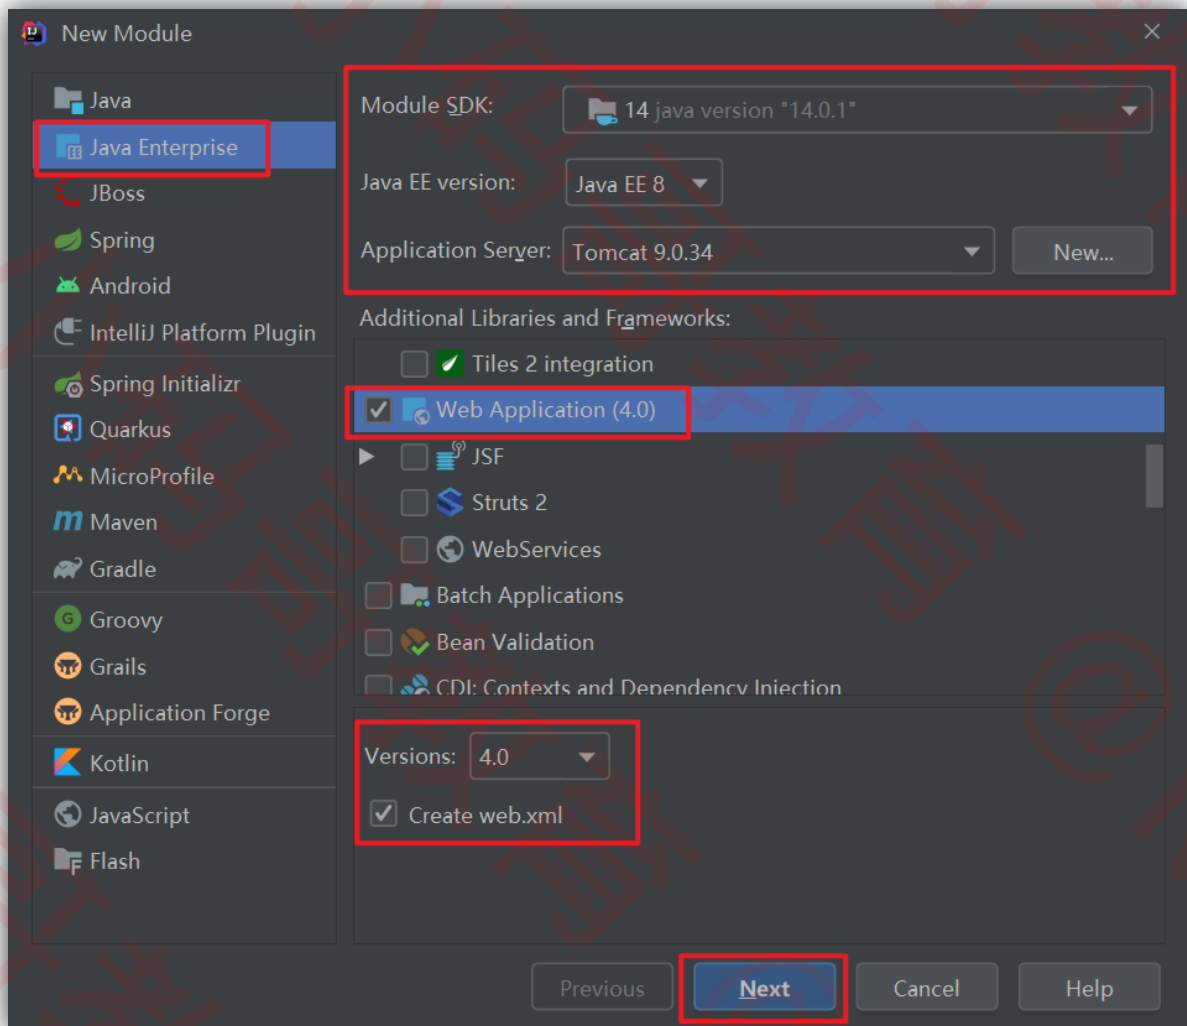 New Module
Java
Java Enterprise
JBoss
Spring
Android
IntelliJ Platform Plugin
Spring Initializr
Quarkus
MicroProfile
Maven
Gradle
Groovy
Grails
Application Forge
Kotlin
JavaScript
Flash
Module SDK: 14 java version "14.0.1"
Java EE version: Java EE 8
Application Server: Tomcat 9.0.34 New...
Additional Libraries and Frameworks:
Tiles 2 integration
Web Application (4.0)
JSF
Struts 2
WebServices
Batch Applications
Bean Validation
CDI: Contexts and Dependency Injection
Versions: 4.0
Create web.xml
Previous Next Cancel Help